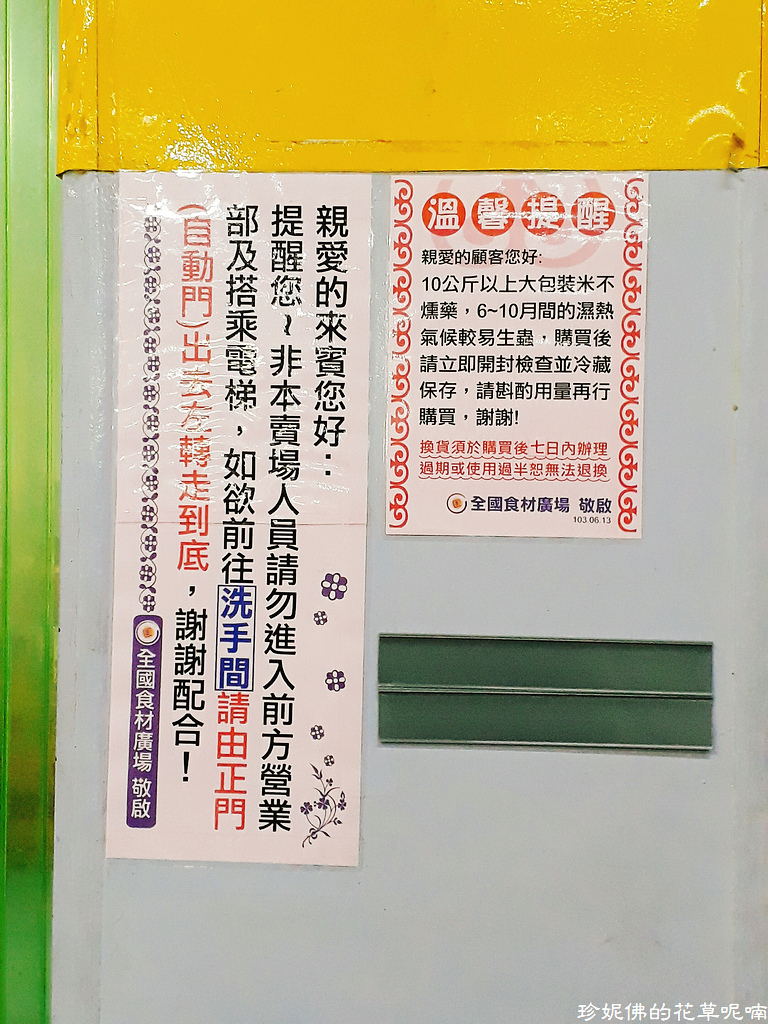 親愛的來賓您好：
提醒您~非本賣場人員請勿進入前方營業
部及搭乘電梯，如欲前往洗手間請由正門
(自動門)出去左轉走到底，謝謝配合！
全國食材廣場 敬啟
溫馨提醒
親愛的顧客您好:
10公斤以上大包裝米不
燻藥，6~10月間的濕熱
氣候較易生蟲，購買後
請立即開封檢查並冷藏
保存，請斟酌用量再行
購買，謝謝!
換貨須於購買後七日內辦理
過期或使用過半恕無法退換
全國食材廣場 敬啟
103.06.13
珍妮佛的花草呢喃